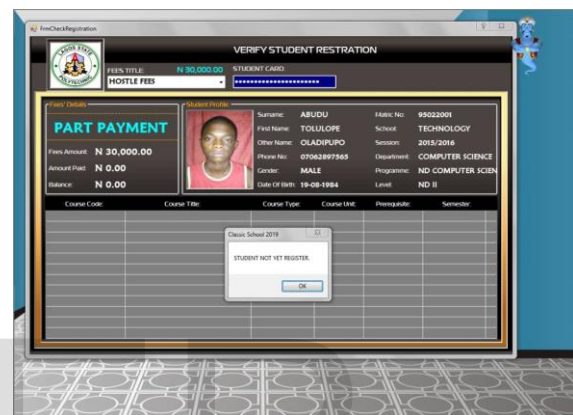 FrmCheckRegistration
VERIFY STUDENT RESTRATION
LAGOS STATE
POLYTECHNIC
FEES TITLE: N 30,000.00 STUDENT CARD:
HOSTLE FEES
Fees' Details
Student Profile
PART PAYMENT
Fees Amount: N 30,000.00
Amount Paid: N 0.00
Balance: N 0.00
Surname: ABUDU
First Name: TOLULOPE
Other Name: OLADIPUPO
Phone No: 07062897565
Gender: MALE
Date Of Birth: 19-08-1984
Matric No: 95022001
School: TECHNOLOGY
Session: 2015/2016
Department: COMPUTER SCIENCE
Programme: ND COMPUTER SCIEN
Level: ND II
Course Code: Course Title: Course Type: Course Unit: Prerequisite: Semester:
Classic School 2019
STUDENT NOT YET REGISTER.
OK